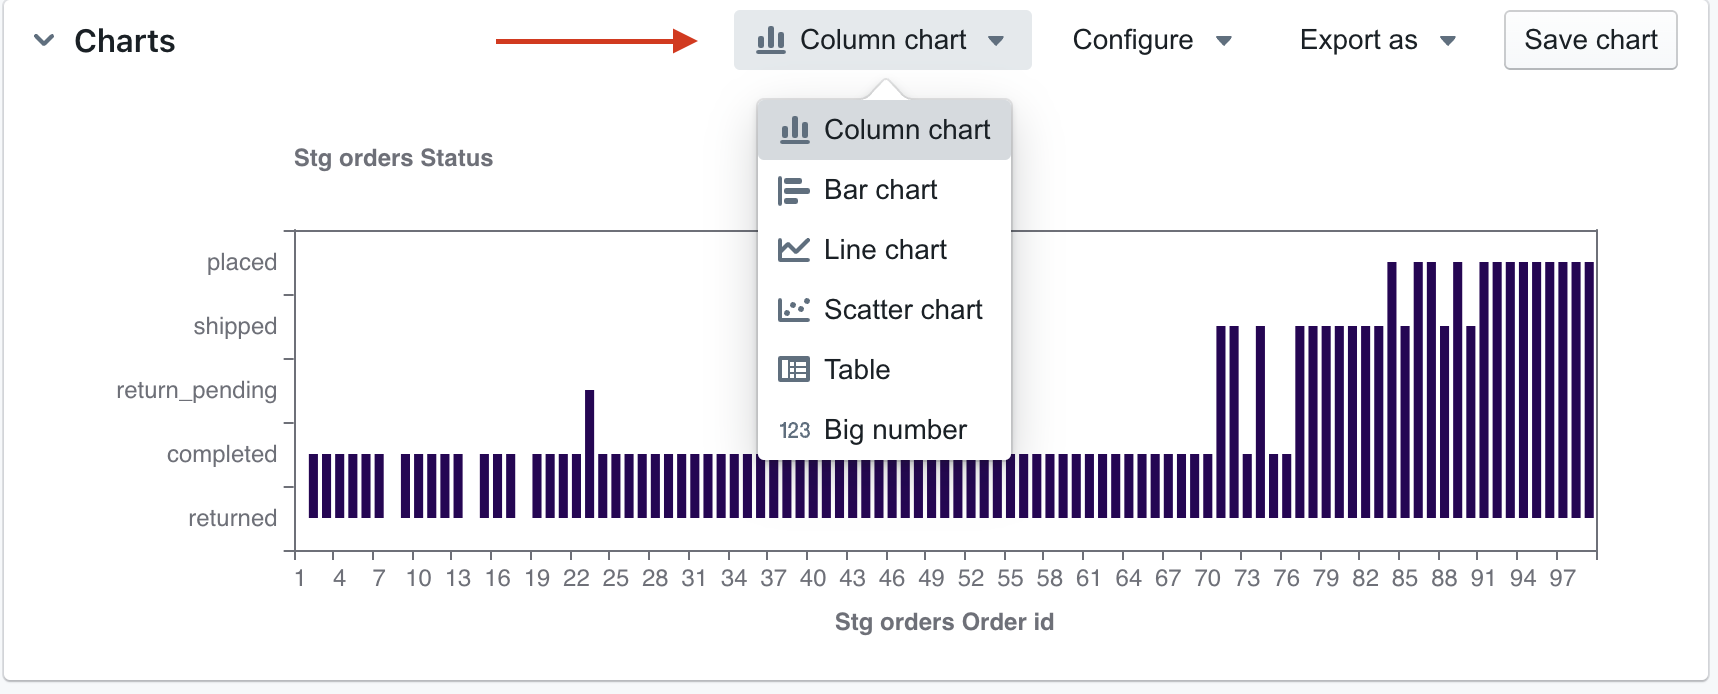 Charts
Column chart
Configure
Export as
Save chart
Column chart
Bar chart
Line chart
Scatter chart
Table
123 Big number
Stg orders Status
placed
shipped
return_pending
completed
returned
1 4 7 10 13 16 19 22 25 28 31 34 37 40 43 46 49 52 55 58 61 64 67 70 73 76 79 82 85 88 91 94 97
Stg orders Order id